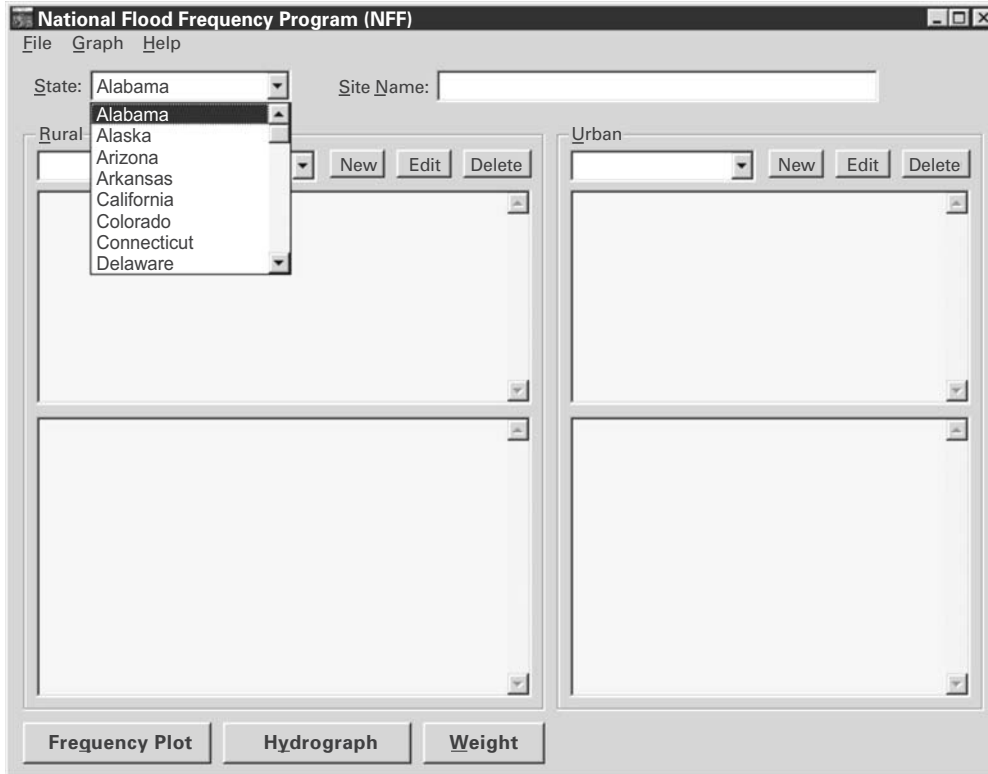 National Flood Frequency Program (NFF)
File Graph Help
State: Alabama Site Name:
Alabama
Alaska
Arizona
Arkansas
California
Colorado
Connecticut
Delaware
Rural
New Edit Delete
Urban
New Edit Delete
Frequency Plot Hydrograph Weight